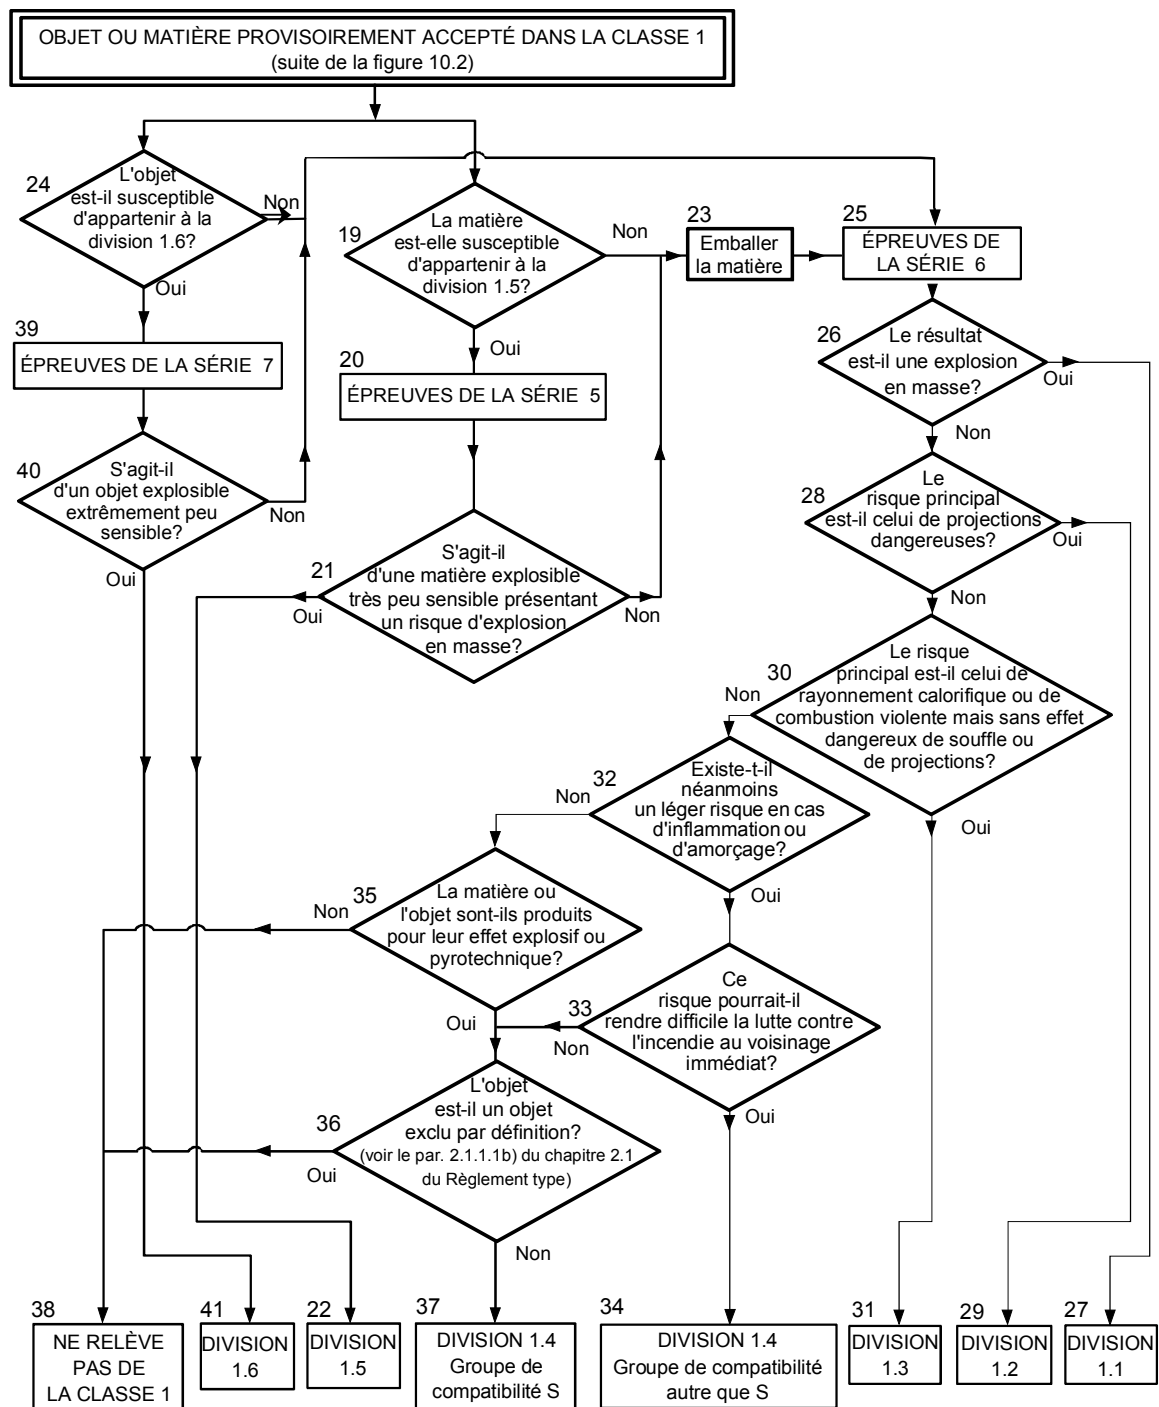 OBJET OU MATIÈRE PROVISOIREMENT ACCEPTÉ DANS LA CLASSE 1
(suite de la figure 10.2)
24
L'objet
est-il susceptible
d'appartenir à la
division 1.6?
Non
Oui
19
La matière
est-elle susceptible
d'appartenir à la
division 1.5?
Non
Oui
23
Emballer
la matière
25
ÉPREUVES DE
LA SÉRIE 6
39
ÉPREUVES DE LA SÉRIE 7
20
ÉPREUVES DE LA SÉRIE 5
26
Le résultat
est-il une explosion
en masse?
Oui
Non
40
S'agit-il
d'un objet explosible
extrêmement peu
sensible?
Non
Oui
28
Le
risque principal
est-il celui de projections
dangereuses?
Oui
Non
21
S'agit-il
d'une matière explosible
très peu sensible présentant
un risque d'explosion
en masse?
Oui
Non
30
Le risque
principal est-il celui de
rayonnement calorifique ou de
combustion violente mais sans effet
dangereux de souffle ou
de projections?
Non
Oui
32
Existe-t-il
néanmoins
un léger risque en cas
d'inflammation ou
d'amorçage?
Non
Oui
35
La matière ou
l'objet sont-ils produits
pour leur effet explosif ou
pyrotechnique?
Non
Oui
33
Ce
risque pourrait-il
rendre difficile la lutte contre
l'incendie au voisinage
immédiat?
Non
Oui
36
L'objet
est-il un objet
exclu par définition?
(voir le par. 2.1.1.1b) du chapitre 2.1
du Règlement type)
Oui
Non
38
NE RELÈVE
PAS DE
LA CLASSE 1
41
DIVISION
1.6
22
DIVISION
1.5
37
DIVISION 1.4
Groupe de
compatibilité S
34
DIVISION 1.4
Groupe de compatibilité
autre que S
31
DIVISION
1.3
29
DIVISION
1.2
27
DIVISION
1.1